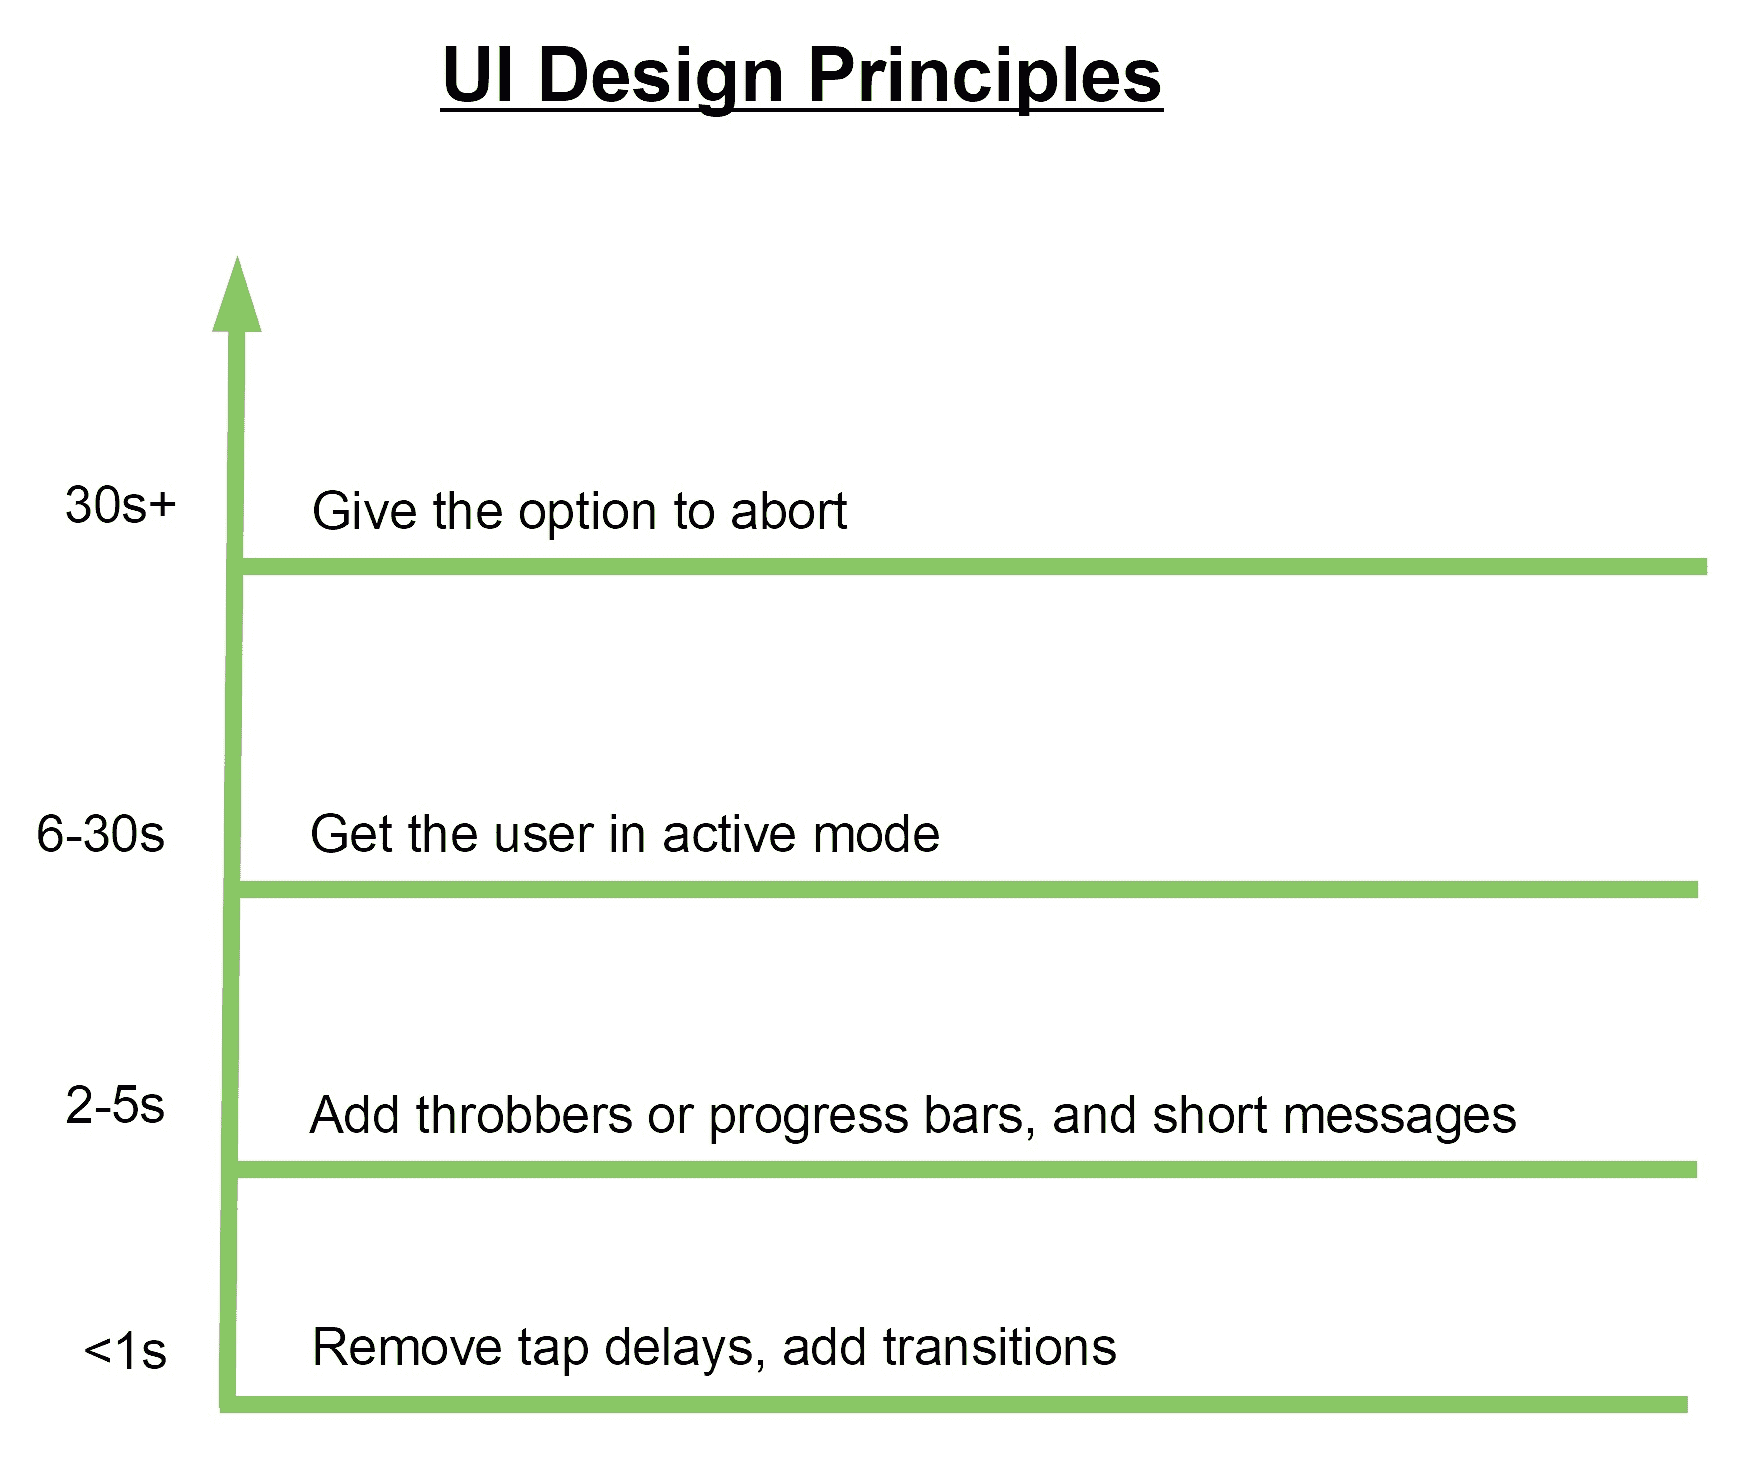 UI Design Principles
30s+ Give the option to abort
6-30s Get the user in active mode
2-5s Add throbbers or progress bars, and short messages
<1s Remove tap delays, add transitions